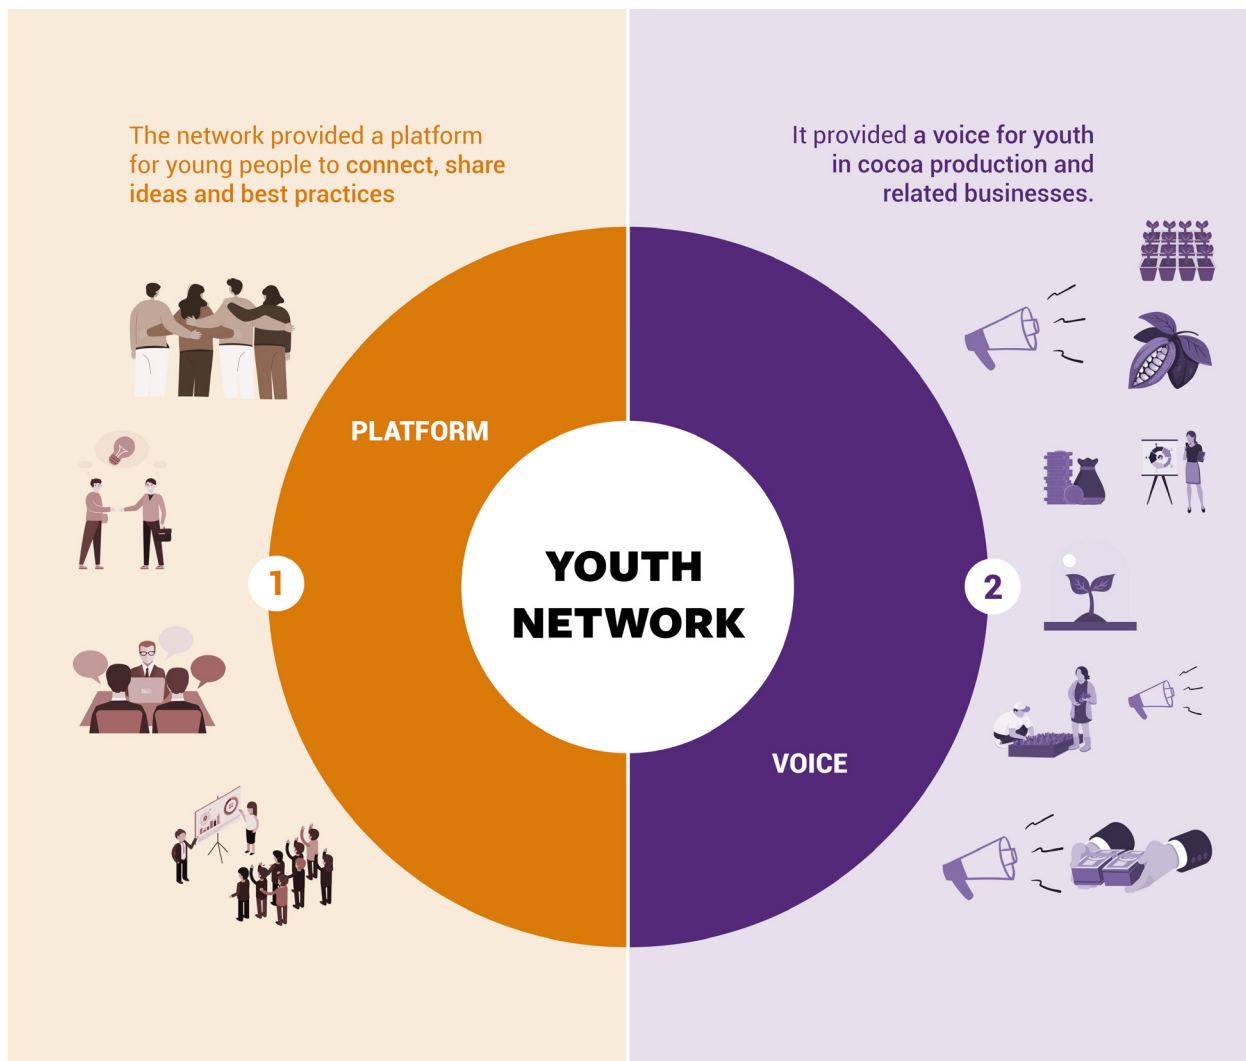 The network provided a platform
for young people to connect, share
ideas and best practices
It provided a voice for youth
in cocoa production and
related businesses.
PLATFORM
YOUTH
NETWORK
1
2
VOICE